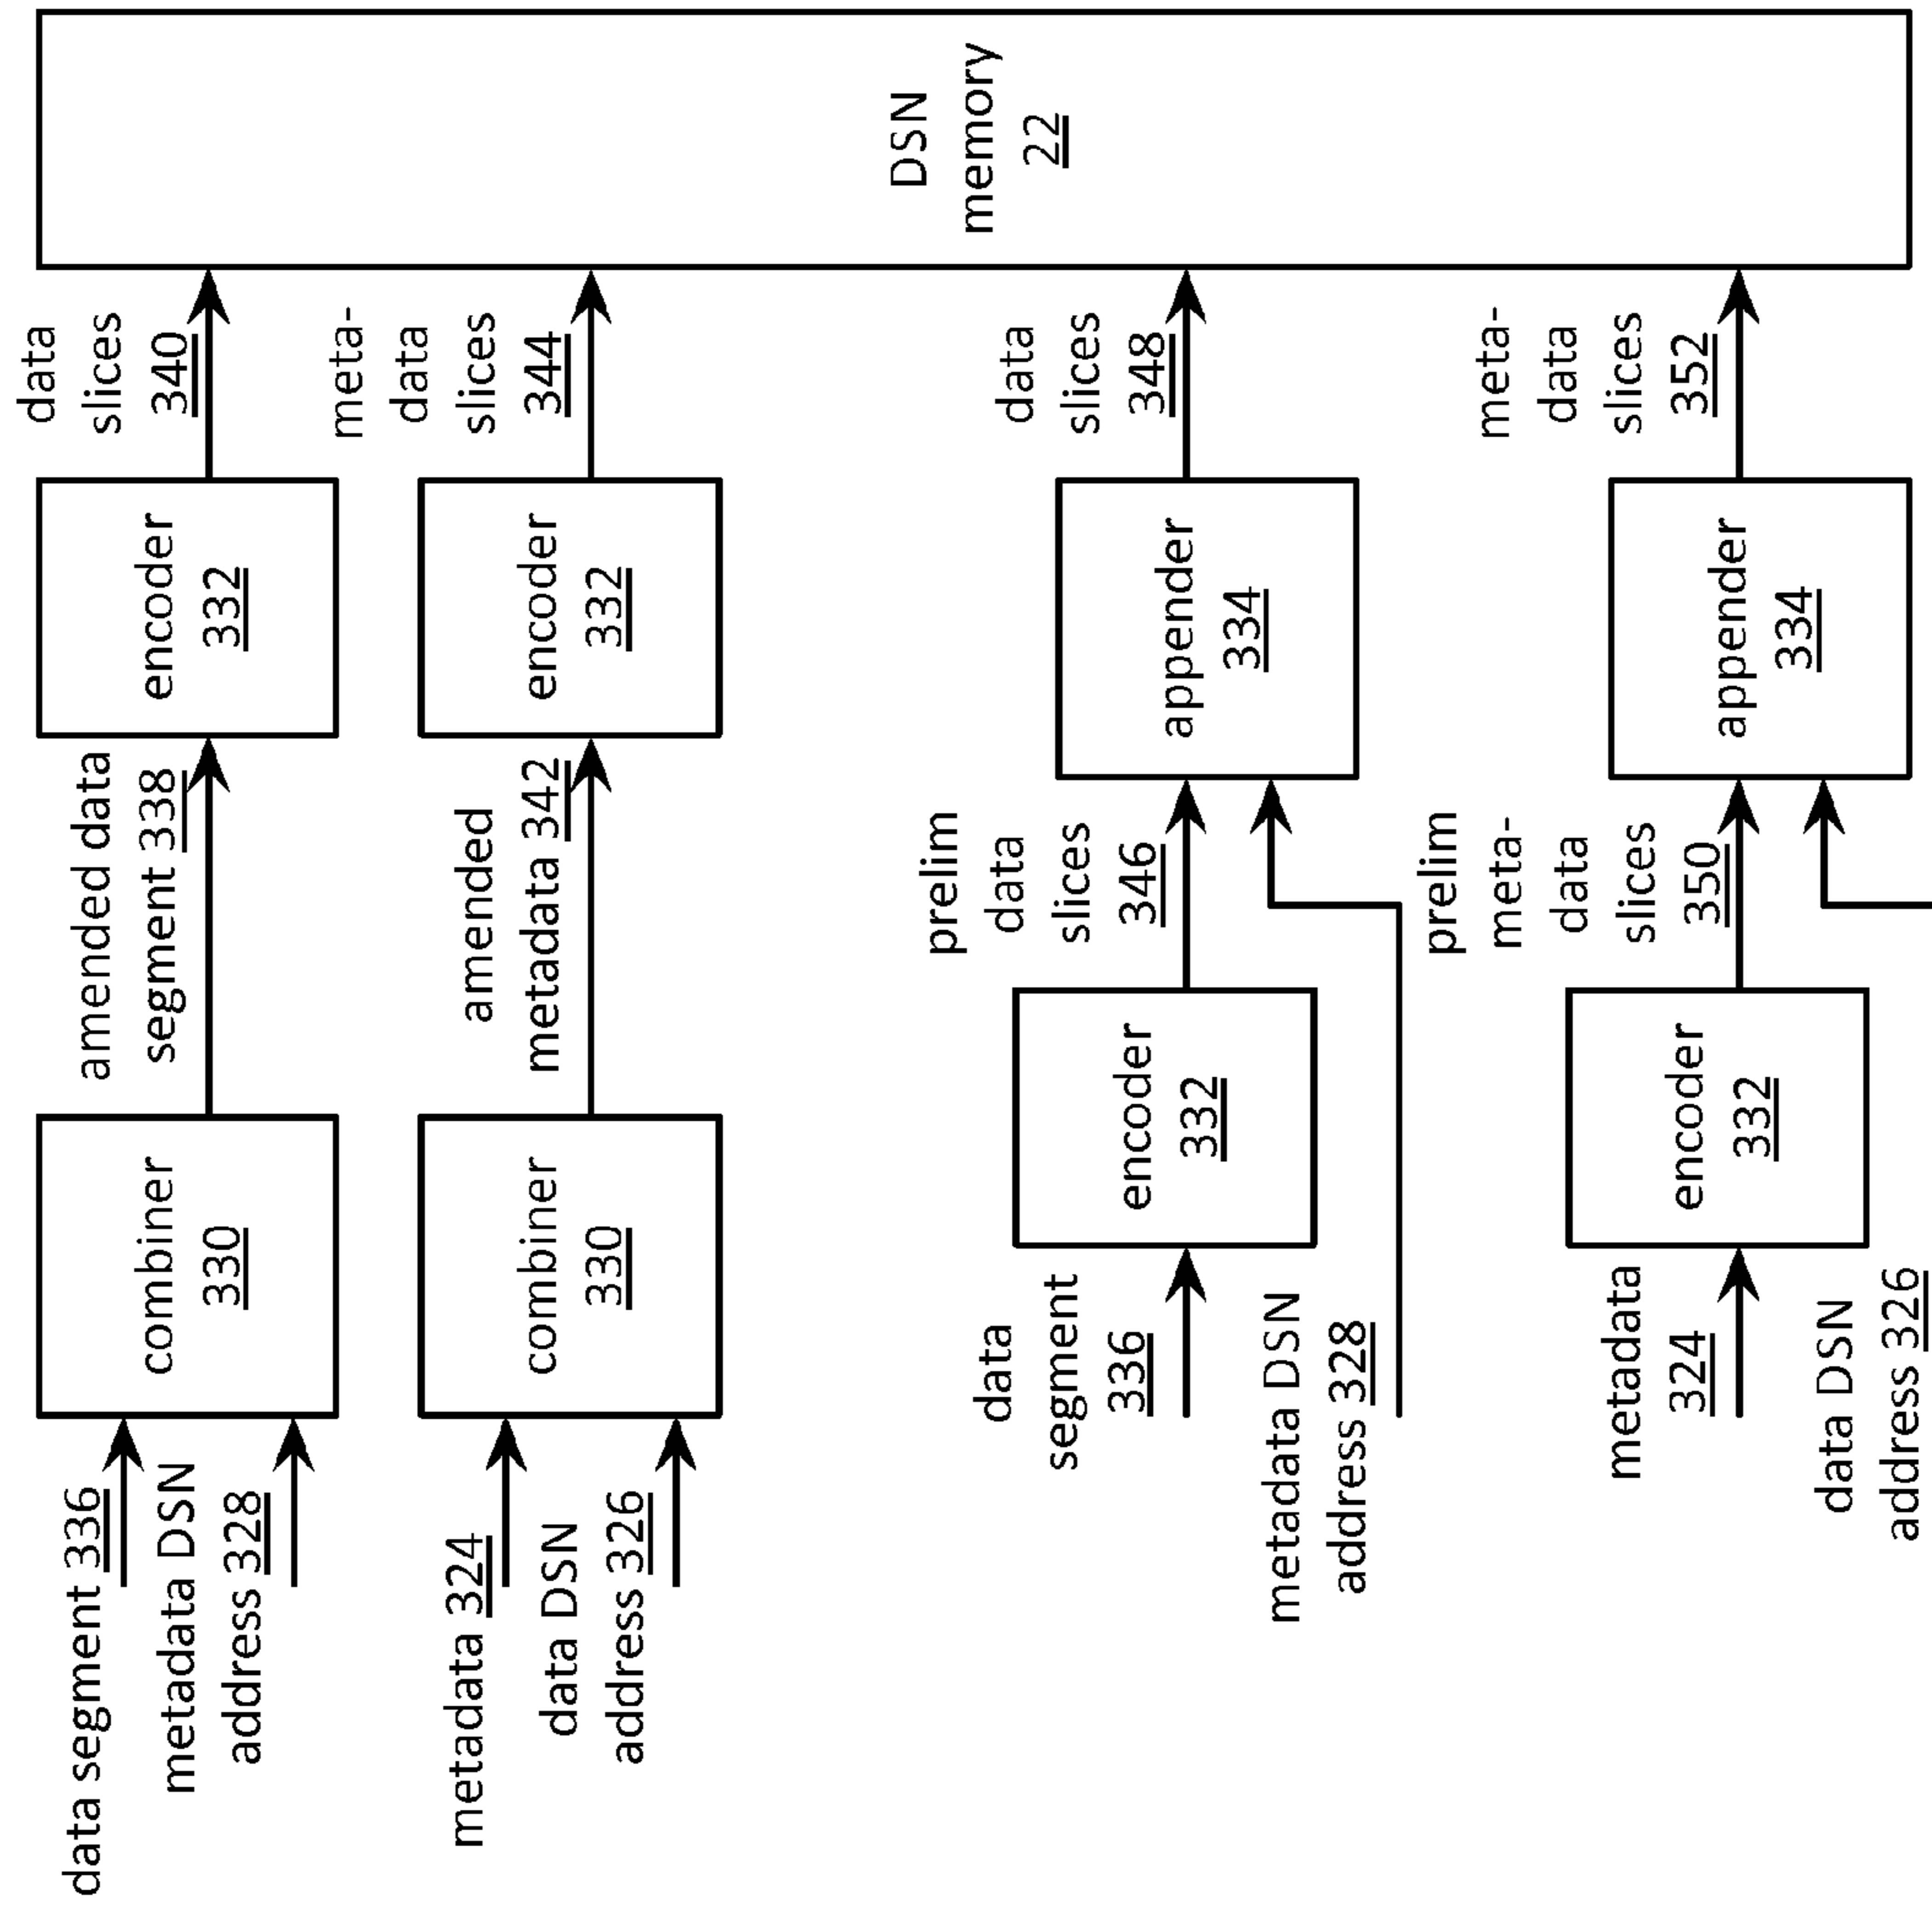 data segment 336
metadata DSN
address 328
combiner
330
amended data
segment 338
encoder
332
data
slices
340
metadata 324
data DSN
address 326
combiner
330
amended
metadata 342
encoder
332
meta-
data
slices
344
DSN
memory
22
data
segment
336
metadata DSN
address 328
encoder
332
prelim
data
slices
346
appender
334
data
slices
348
metadata
324
data DSN
address 326
encoder
332
prelim
meta-
data
slices
350
appender
334
meta-
data
slices
352